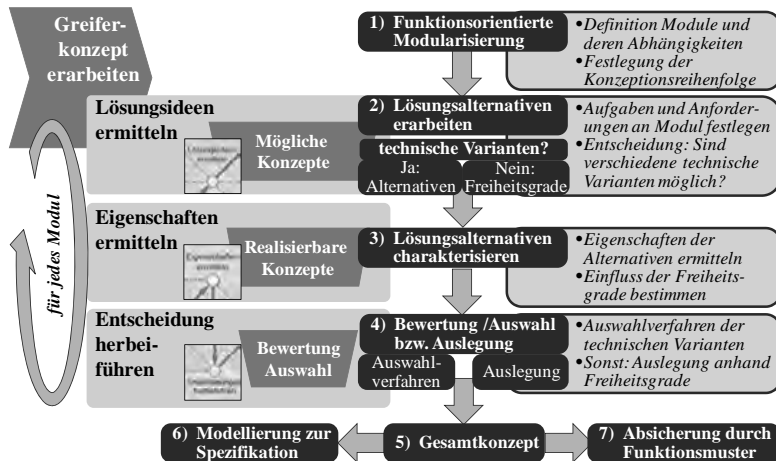 Greifer-
konzept
erarbeiten
1) Funktionsorientierte
Modularisierung
•Definition Module und
deren Abhängigkeiten
•Festlegung der
Konzeptionsreihenfolge
Lösungsideen
ermitteln
Mögliche
Konzepte
2) Lösungsalternativen
erarbeiten
technische Varianten?
Ja:
Alternativen
Nein:
Freiheitsgrade
•Aufgaben und Anforder-
ungen an Modul festlegen
•Entscheidung: Sind
verschiedene technische
Varianten möglich?
für jedes Modul
Eigenschaften
ermitteln
Realisierbare
Konzepte
3) Lösungsalternativen
charakterisieren
•Eigenschaften der
Alternativen ermitteln
•Einfluss der Freiheits-
grade bestimmen
Entscheidung
herbei-
führen
Bewertung
Auswahl
4) Bewertung /Auswahl
bzw. Auslegung
Auswahl-
verfahren
Auslegung
•Auswahlverfahren der
technischen Varianten
•Sonst: Auslegung anhand
Freiheitsgrade
6) Modellierung zur
Spezifikation
5) Gesamtkonzept
7) Absicherung durch
Funktionsmuster